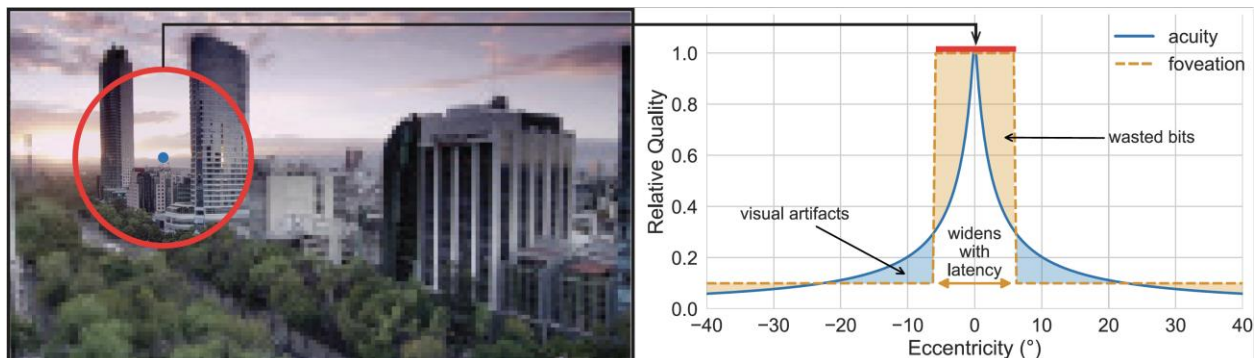 acuity
foveation
1.0
0.8
0.6
0.4
0.2
0.0
Relative Quality
wasted bits
visual artifacts
widens
with
latency
−40 −30 −20 −10 0 10 20 30 40
Eccentricity (°)